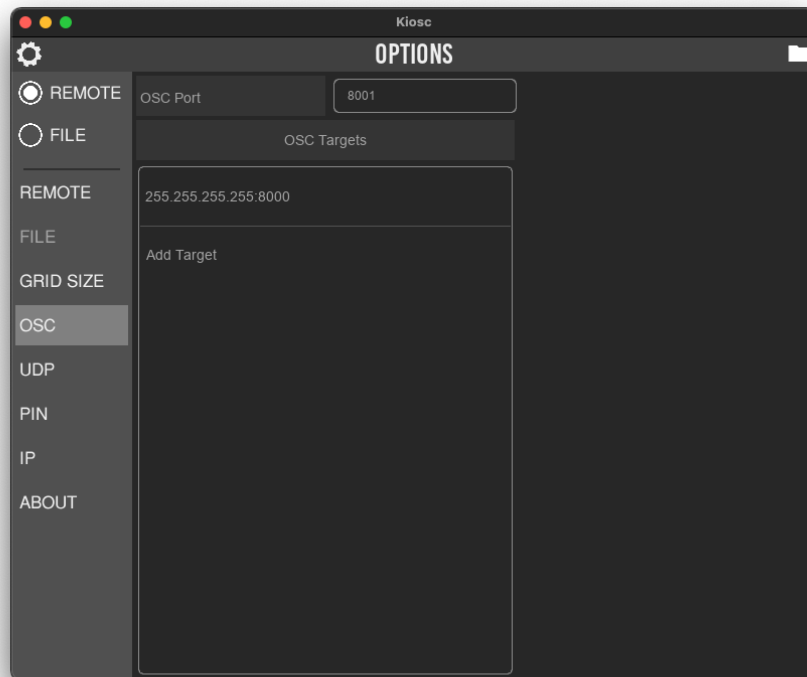 Kiosc
OPTIONS
REMOTE
FILE
REMOTE
FILE
GRID SIZE
OSC
UDP
PIN
IP
ABOUT
OSC Port
8001
OSC Targets
255.255.255.255:8000
Add Target